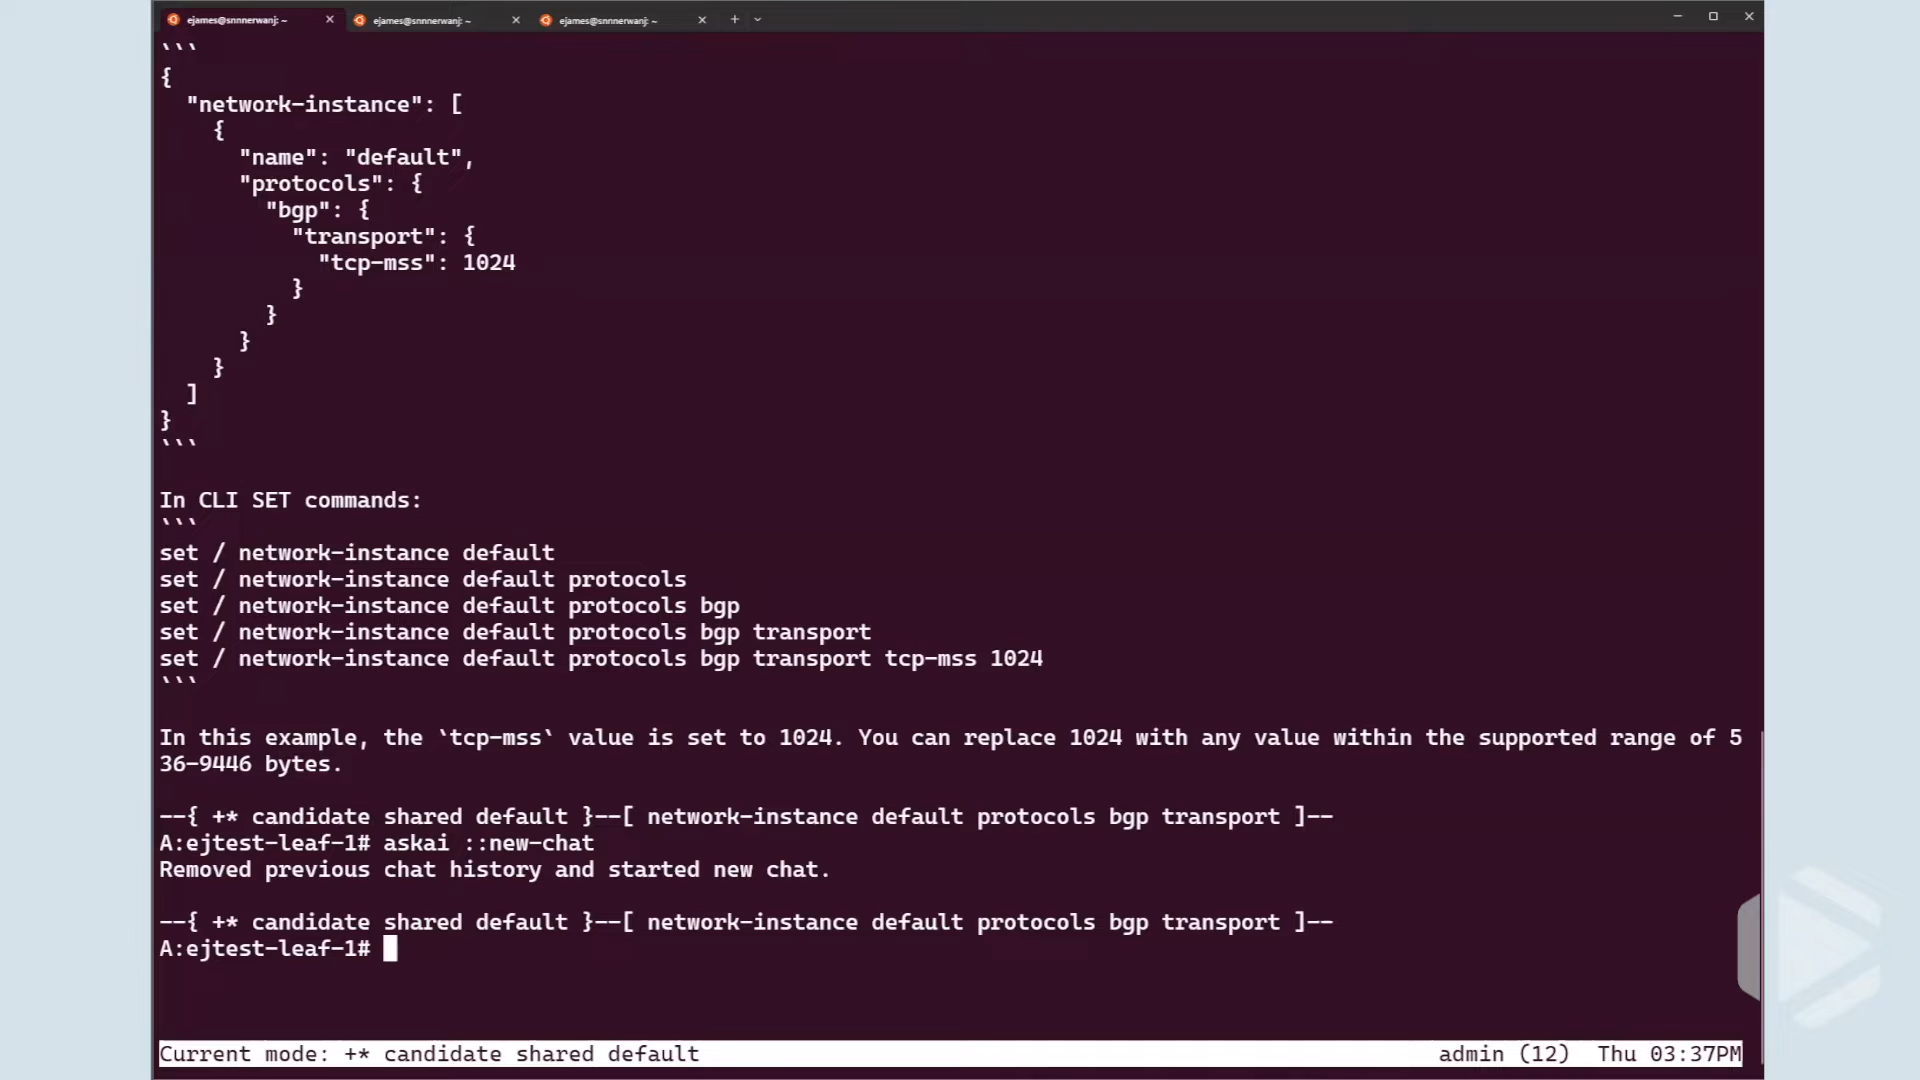 ejames@snnnerwanj: ~
ejames@snnnerwanj: ~
ejames@snnnerwanj: ~
```
{
  "network-instance": [
    {
      "name": "default",
      "protocols": {
        "bgp": {
          "transport": {
            "tcp-mss": 1024
          }
        }
      }
    }
  ]
}
```
In CLI SET commands:
```
set / network-instance default
set / network-instance default protocols
set / network-instance default protocols bgp
set / network-instance default protocols bgp transport
set / network-instance default protocols bgp transport tcp-mss 1024
```
In this example, the `tcp-mss` value is set to 1024. You can replace 1024 with any value within the supported range of 5
36-9446 bytes.
--{ +* candidate shared default }--[ network-instance default protocols bgp transport ]--
A:ejtest-leaf-1# askai ::new-chat
Removed previous chat history and started new chat.
--{ +* candidate shared default }--[ network-instance default protocols bgp transport ]--
A:ejtest-leaf-1#
Current mode: +* candidate shared default admin (12) Thu 03:37PM